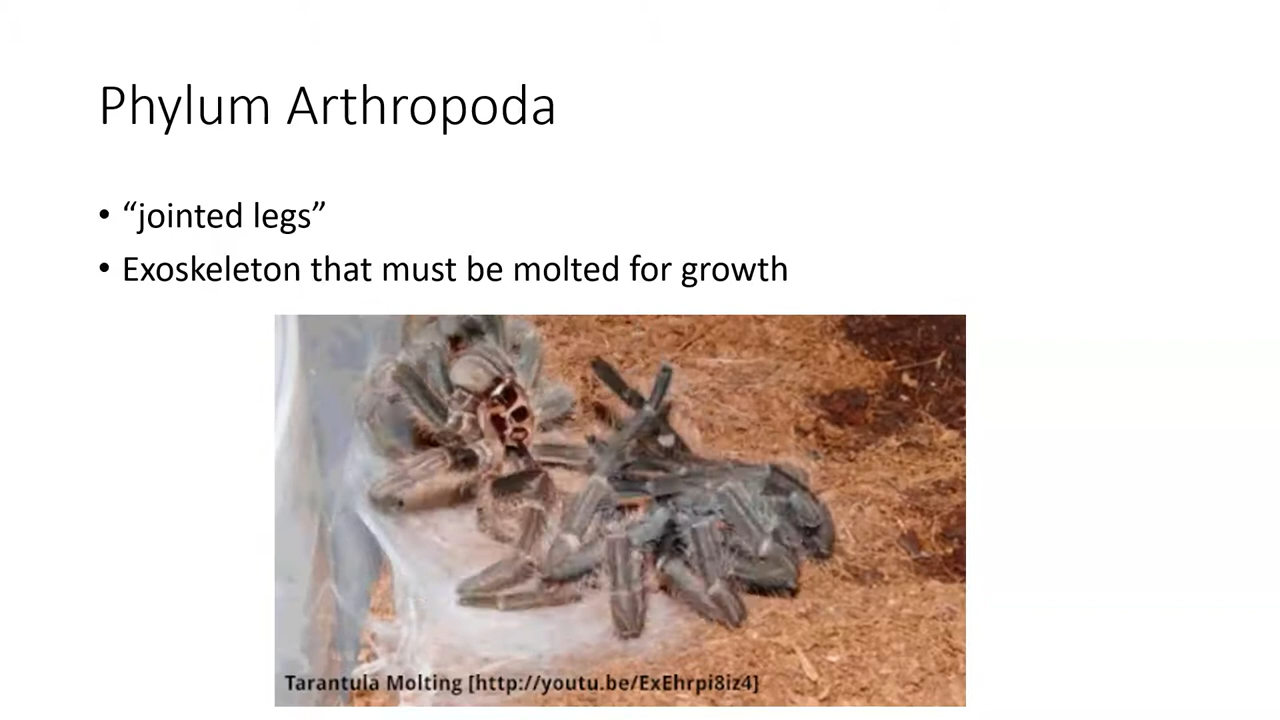 Phylum Arthropoda
• “jointed legs”
• Exoskeleton that must be molted for growth
Tarantula Molting [http://youtu.be/ExEhrpi8iz4]